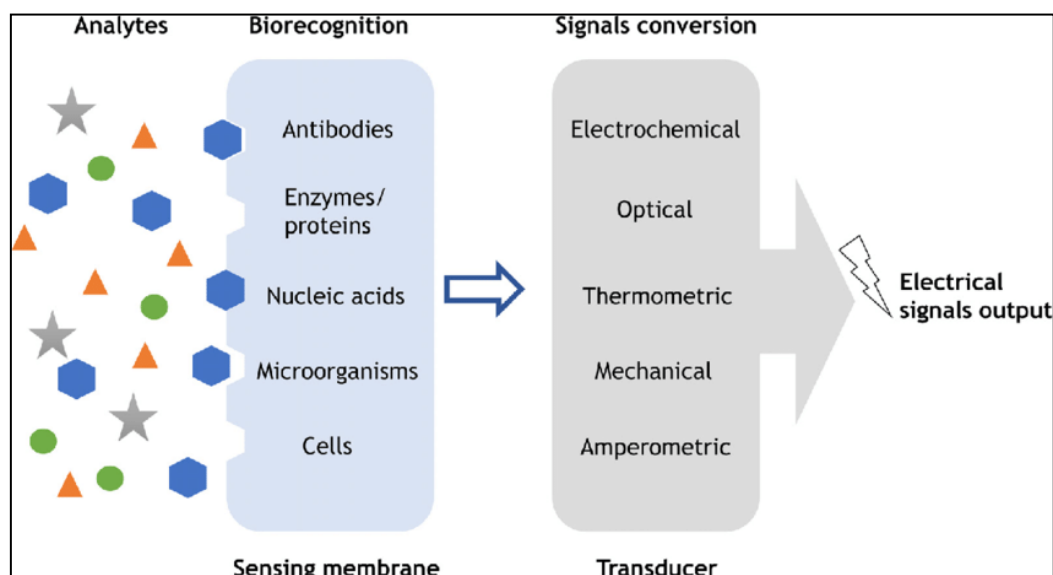 Analytes
Biorecognition
Signals conversion
Antibodies
Enzymes/
proteins
Nucleic acids
Microorganisms
Cells
Electrochemical
Optical
Thermometric
Mechanical
Amperometric
Electrical
signals output
Sensing membrane
Transducer